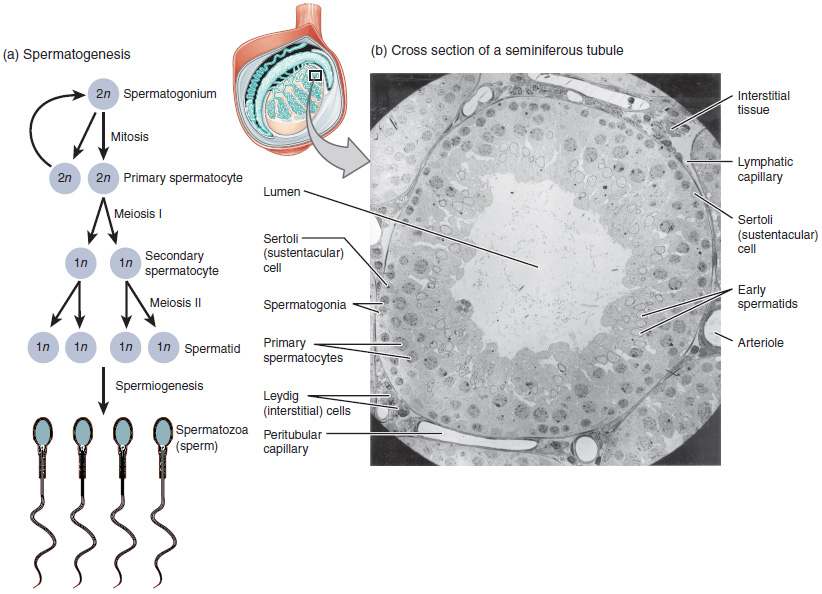 (a) Spermatogenesis
2n
Spermatogonium
Mitosis
2n
2n
Primary spermatocyte
Meiosis I
1n
1n
Secondary
spermatocyte
Meiosis II
1n
1n
1n
1n
Spermatid
Spermiogenesis
Spermatozoa
(sperm)
(b) Cross section of a seminiferous tubule
Lumen
Sertoli
(sustentacular)
cell
Spermatogonia
Primary
spermatocytes
Leydig
(interstitial) cells
Peritubular
capillary
Interstitial
tissue
Lymphatic
capillary
Sertoli
(sustentacular)
cell
Early
spermatids
Arteriole